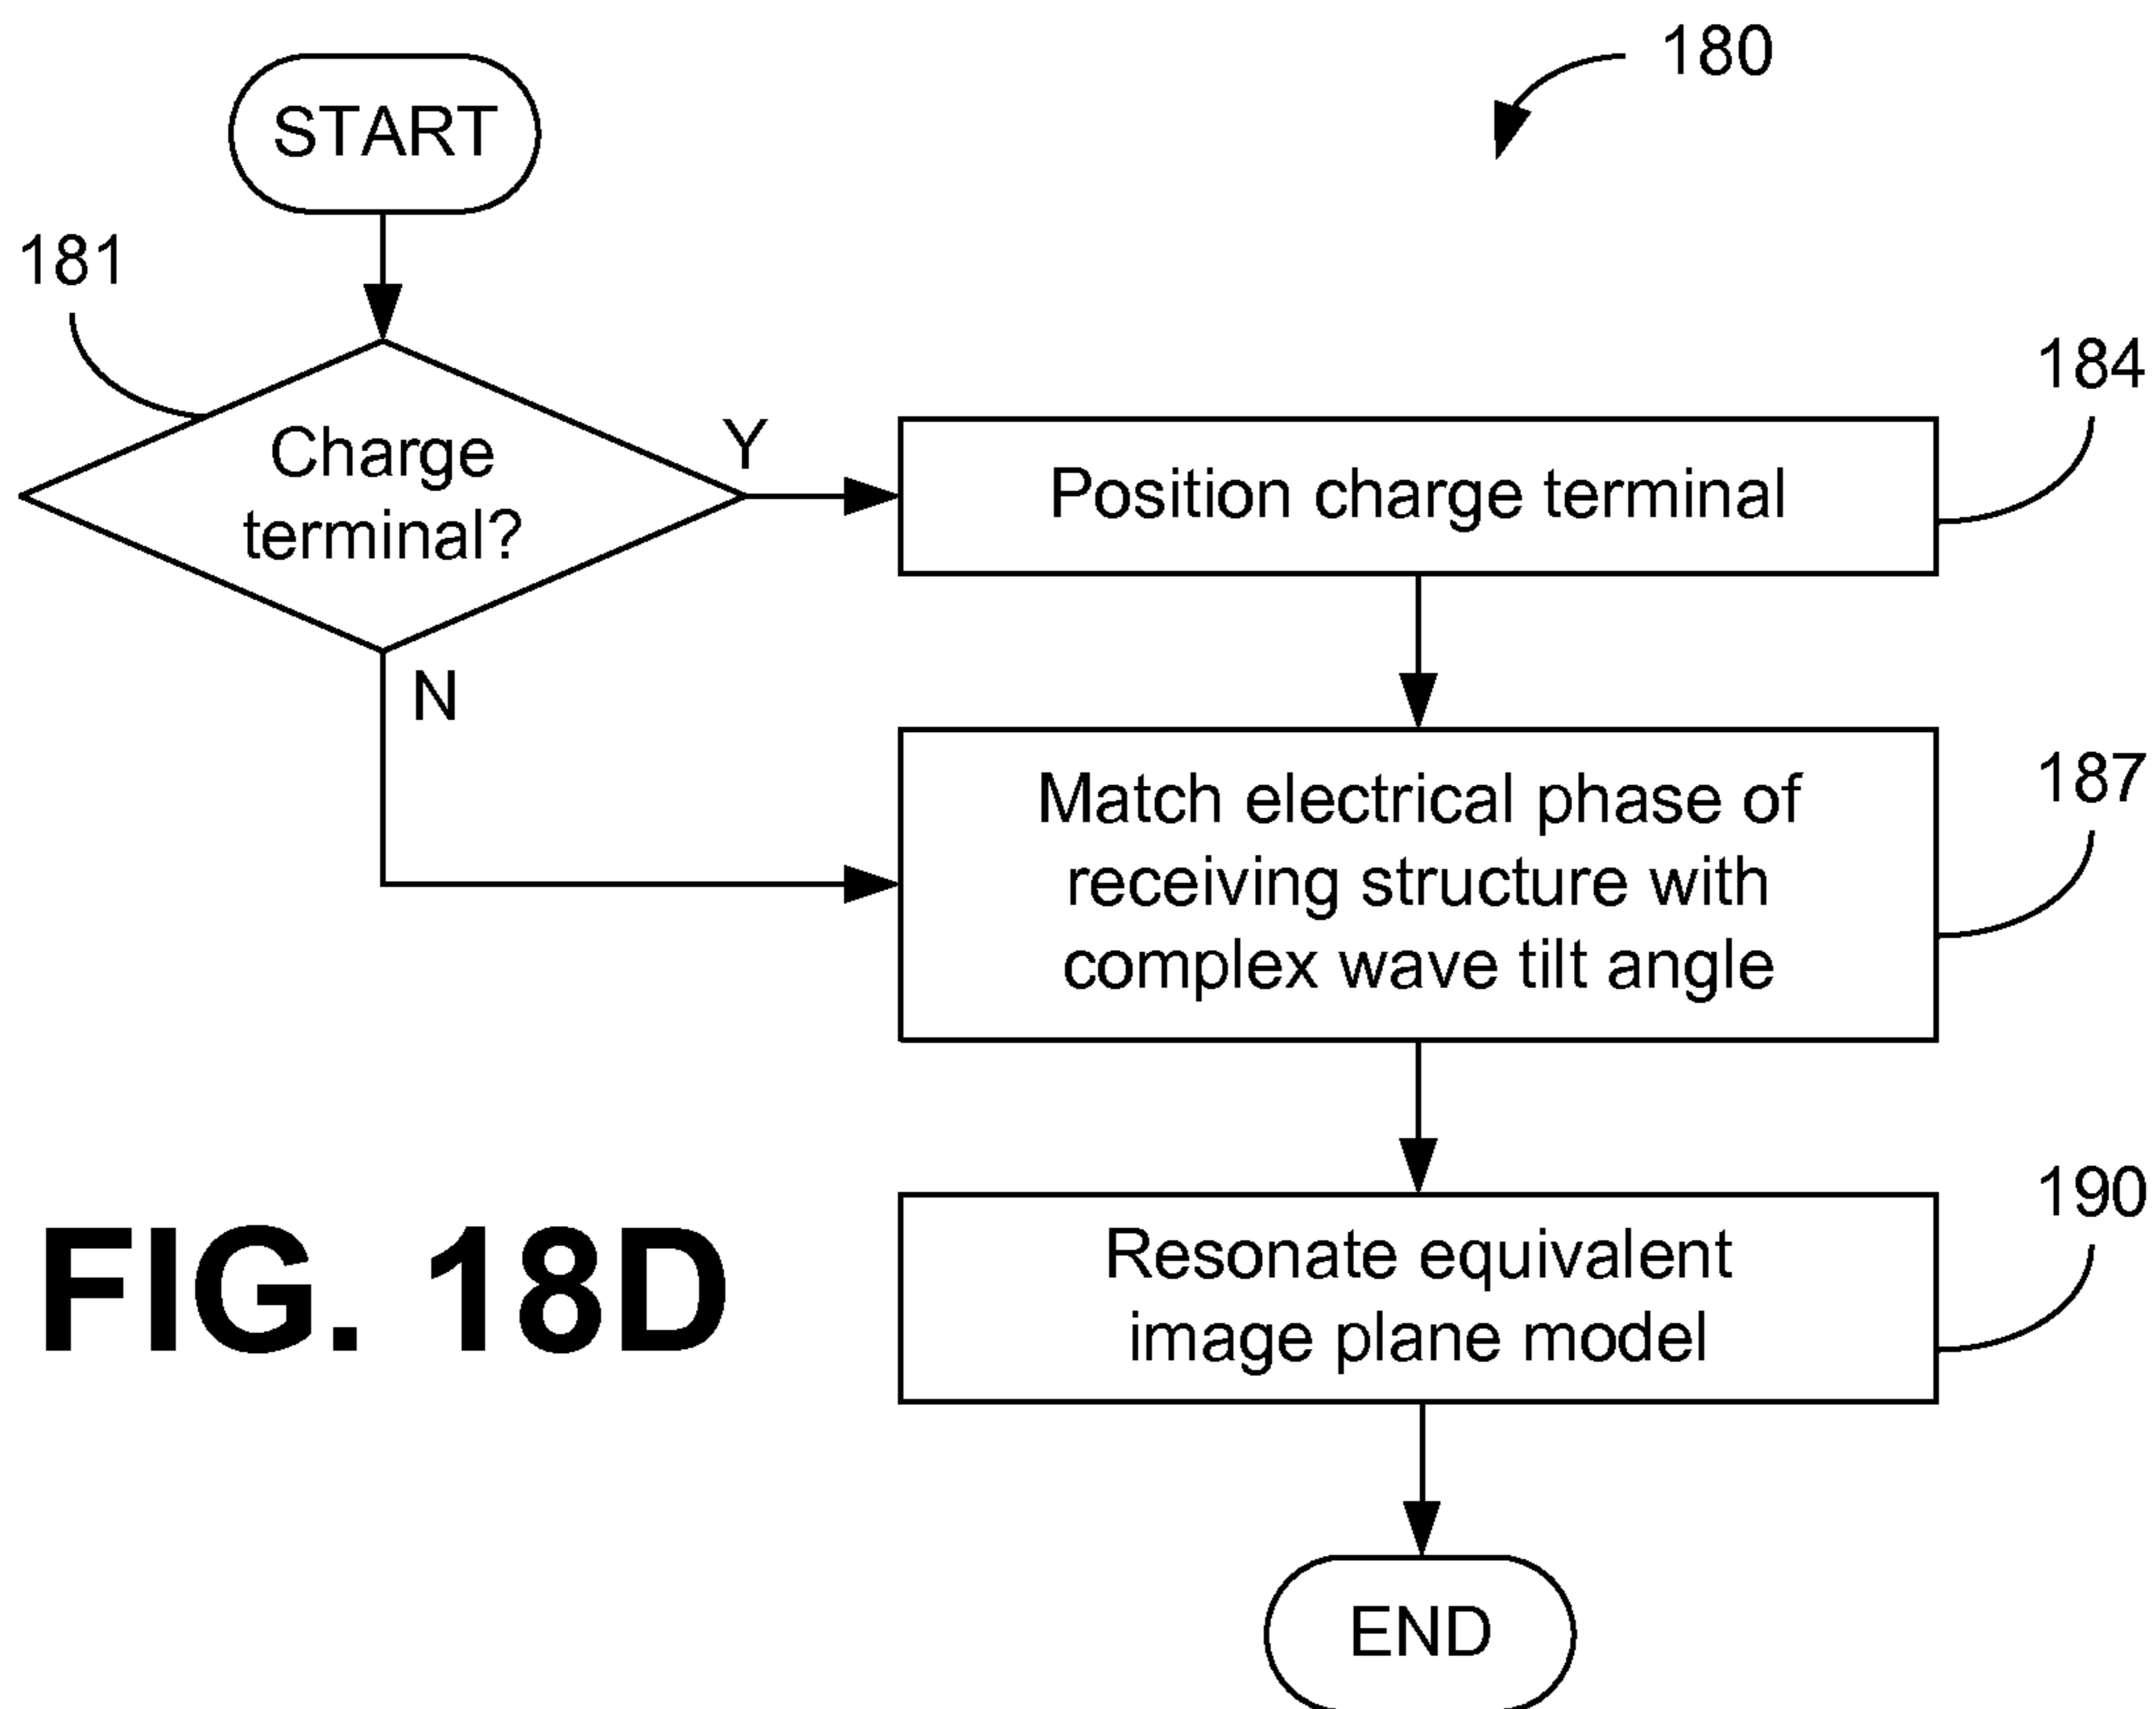 START
180
181
Charge
terminal?
Y
N
184
Position charge terminal
187
Match electrical phase of
receiving structure with
complex wave tilt angle
190
Resonate equivalent
image plane model
END
FIG. 18D